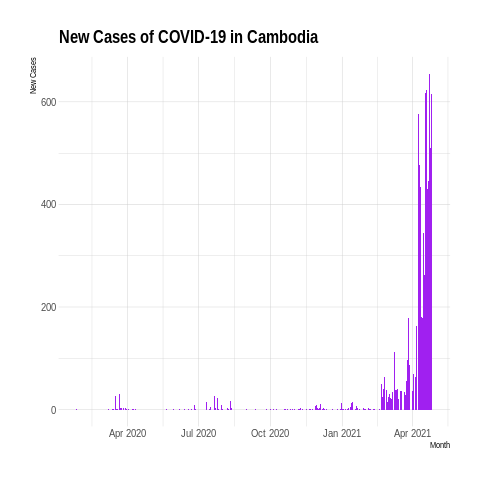 New Cases of COVID-19 in Cambodia
New Cases
600
400
200
0
Apr 2020 Jul 2020 Oct 2020 Jan 2021 Apr 2021
Month